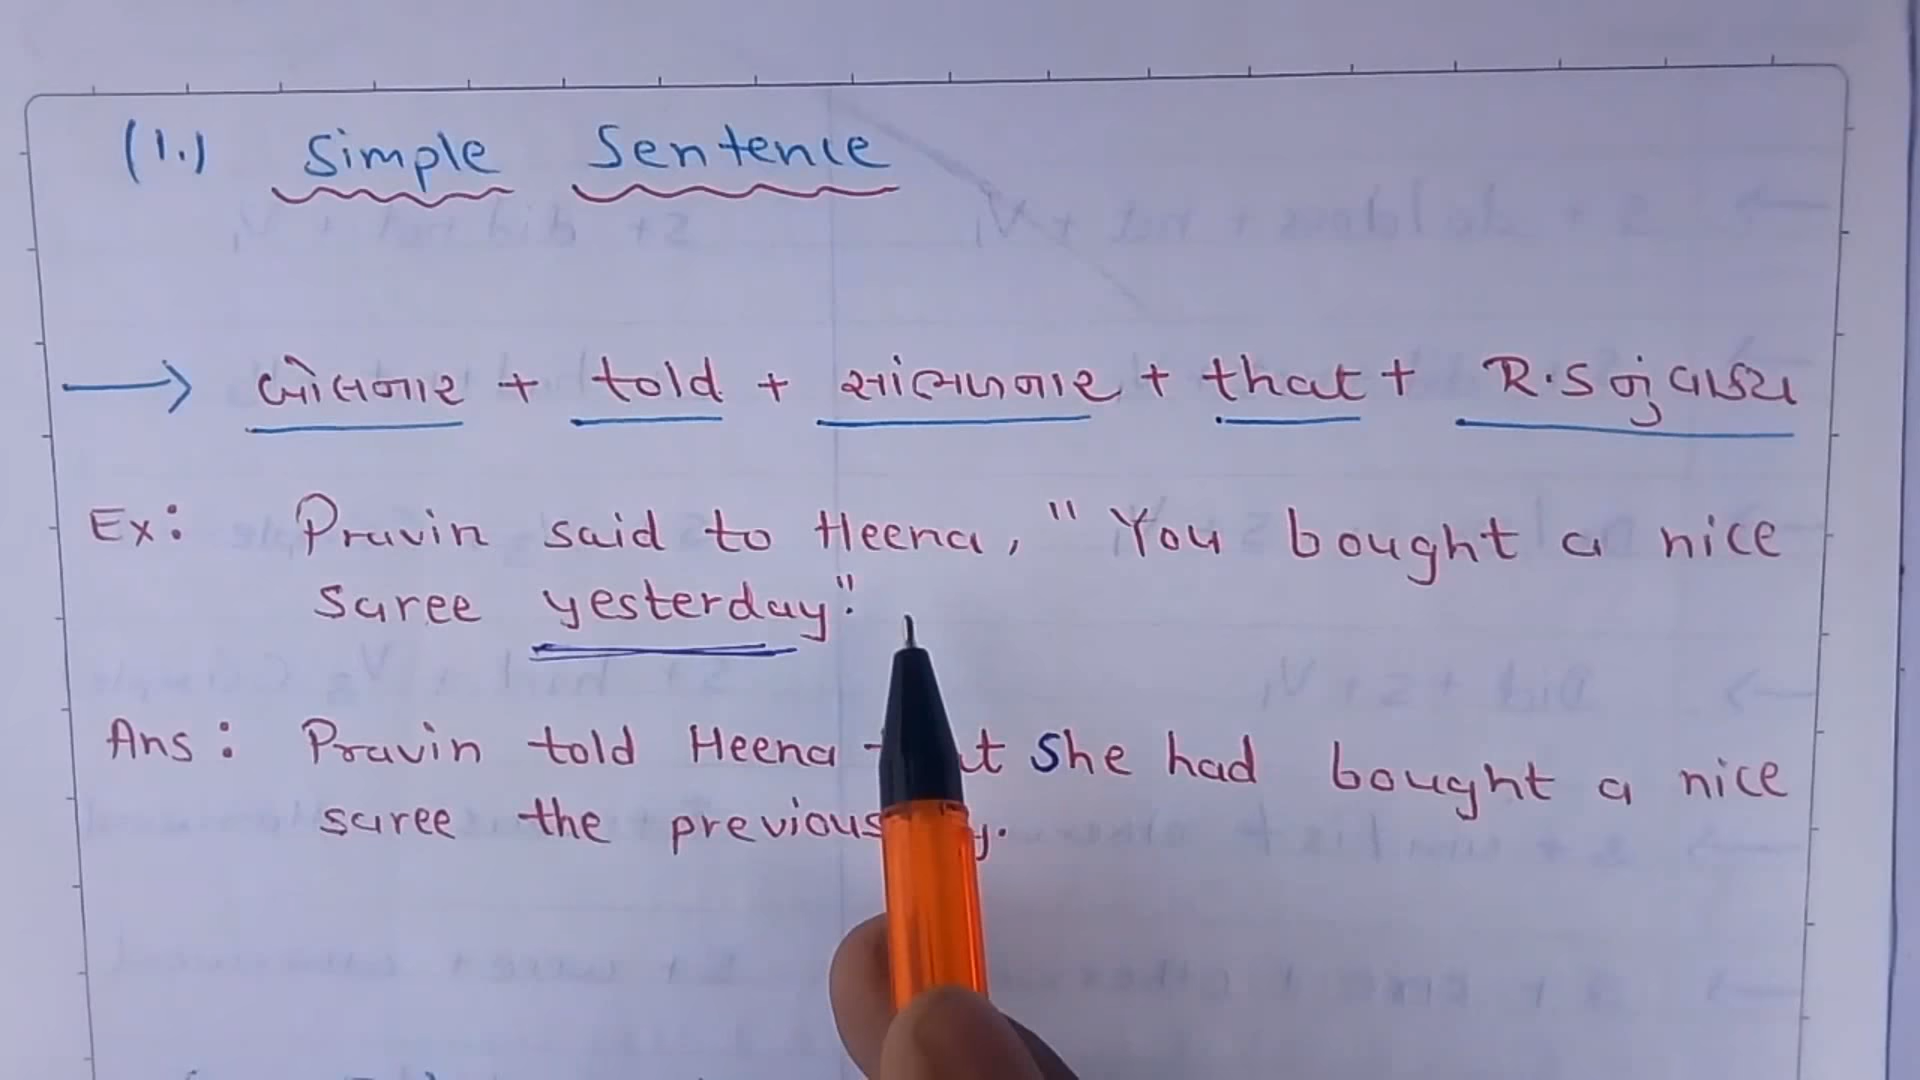 (1.) Simple Sentence
→ બોલનાર + told + સાંભળનાર + that + R.S નું વાક્ય
Ex: Pravin said to Heena, "You bought a nice
saree yesterday."
Ans: Pravin told Heena she had bought a nice
saree the previous